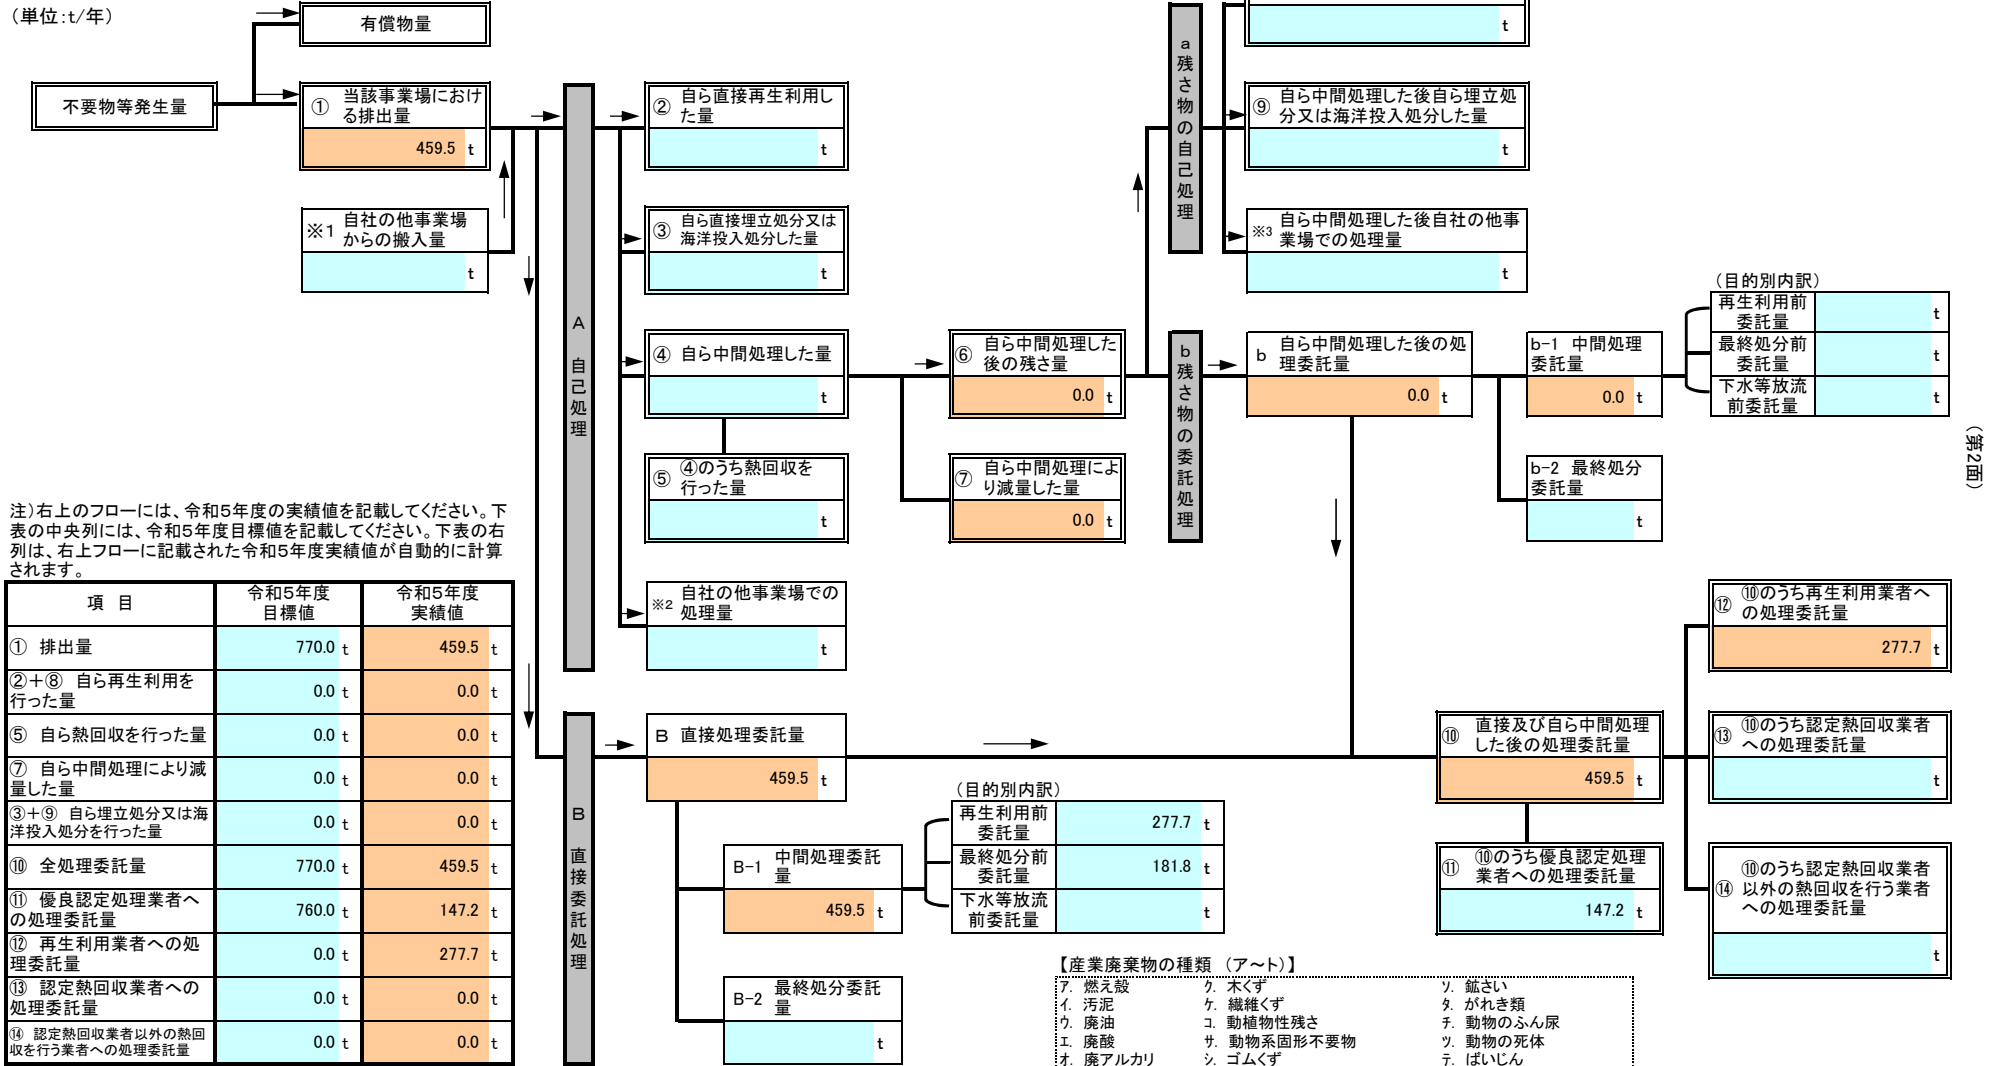 (単位:t/年)
有償物量
不要物等発生量
① 当該事業場におけ
る排出量
459.5 t
※1 自社の他事業場
からの搬入量
t
A 自己処理
② 自ら直接再生利用し
た量
t
③ 自ら直接埋立処分又は
海洋投入処分した量
t
④ 自ら中間処理した量
t
⑤ ④のうち熱回収を
行った量
t
※2 自社の他事業場での
処理量
t
⑥ 自ら中間処理した
後の残さ量
0.0 t
⑦ 自ら中間処理によ
り減量した量
0.0 t
a 残さ物の自己処理
t
⑨ 自ら中間処理した後自ら埋立処
分又は海洋投入処分した量
t
※3 自ら中間処理した後自社の他事
業場での処理量
t
b 残さ物の委託処理
b 自ら中間処理した後の処
理委託量
0.0 t
b-1 中間処理
委託量
0.0 t
b-2 最終処分
委託量
t
(目的別内訳)
再生利用前
委託量
t
最終処分前
委託量
t
下水等放流
前委託量
t
(第2面)
注)右上のフローには、令和5年度の実績値を記載してください。下
表の中央列には、令和5年度目標値を記載してください。下表の右
列は、右上フローに記載された令和5年度実績値が自動的に計算
されます。
項 目 令和5年度
目標値 令和5年度
実績値
① 排出量 770.0 t 459.5 t
②+⑧ 自ら再生利用を
行った量 0.0 t 0.0 t
⑤ 自ら熱回収を行った量 0.0 t 0.0 t
⑦ 自ら中間処理により減
量した量 0.0 t 0.0 t
③+⑨ 自ら埋立処分又は海
洋投入処分を行った量 0.0 t 0.0 t
⑩ 全処理委託量 770.0 t 459.5 t
⑪ 優良認定処理業者へ
の処理委託量 760.0 t 147.2 t
⑫ 再生利用業者への処
理委託量 0.0 t 277.7 t
⑬ 認定熱回収業者への
処理委託量 0.0 t 0.0 t
⑭ 認定熱回収業者以外の熱回
収を行う業者への処理委託量 0.0 t 0.0 t
B 直接委託処理
B 直接処理委託量
459.5 t
B-1 中間処理委託
量
459.5 t
B-2 最終処分委託
量
t
(目的別内訳)
再生利用前
委託量
277.7 t
最終処分前
委託量
181.8 t
下水等放流
前委託量
t
⑩ 直接及び自ら中間処理
した後の処理委託量
459.5 t
⑪ ⑩のうち優良認定処理
業者への処理委託量
147.2 t
⑫ ⑩のうち再生利用業者へ
の処理委託量
277.7 t
⑬ ⑩のうち認定熱回収業者
への処理委託量
t
⑭ ⑩のうち認定熱回収業者
以外の熱回収を行う業者
への処理委託量
t
【産業廃棄物の種類 (ア~ト)】
ア. 燃え殻 ク. 木くず ソ. 鉱さい
イ. 汚泥 ケ. 繊維くず タ. がれき類
ウ. 廃油 コ. 動植物性残さ チ. 動物のふん尿
エ. 廃酸 サ. 動物系固形不要物 ツ. 動物の死体
オ. 廃アルカリ シ. ゴムくず テ. ばいじん